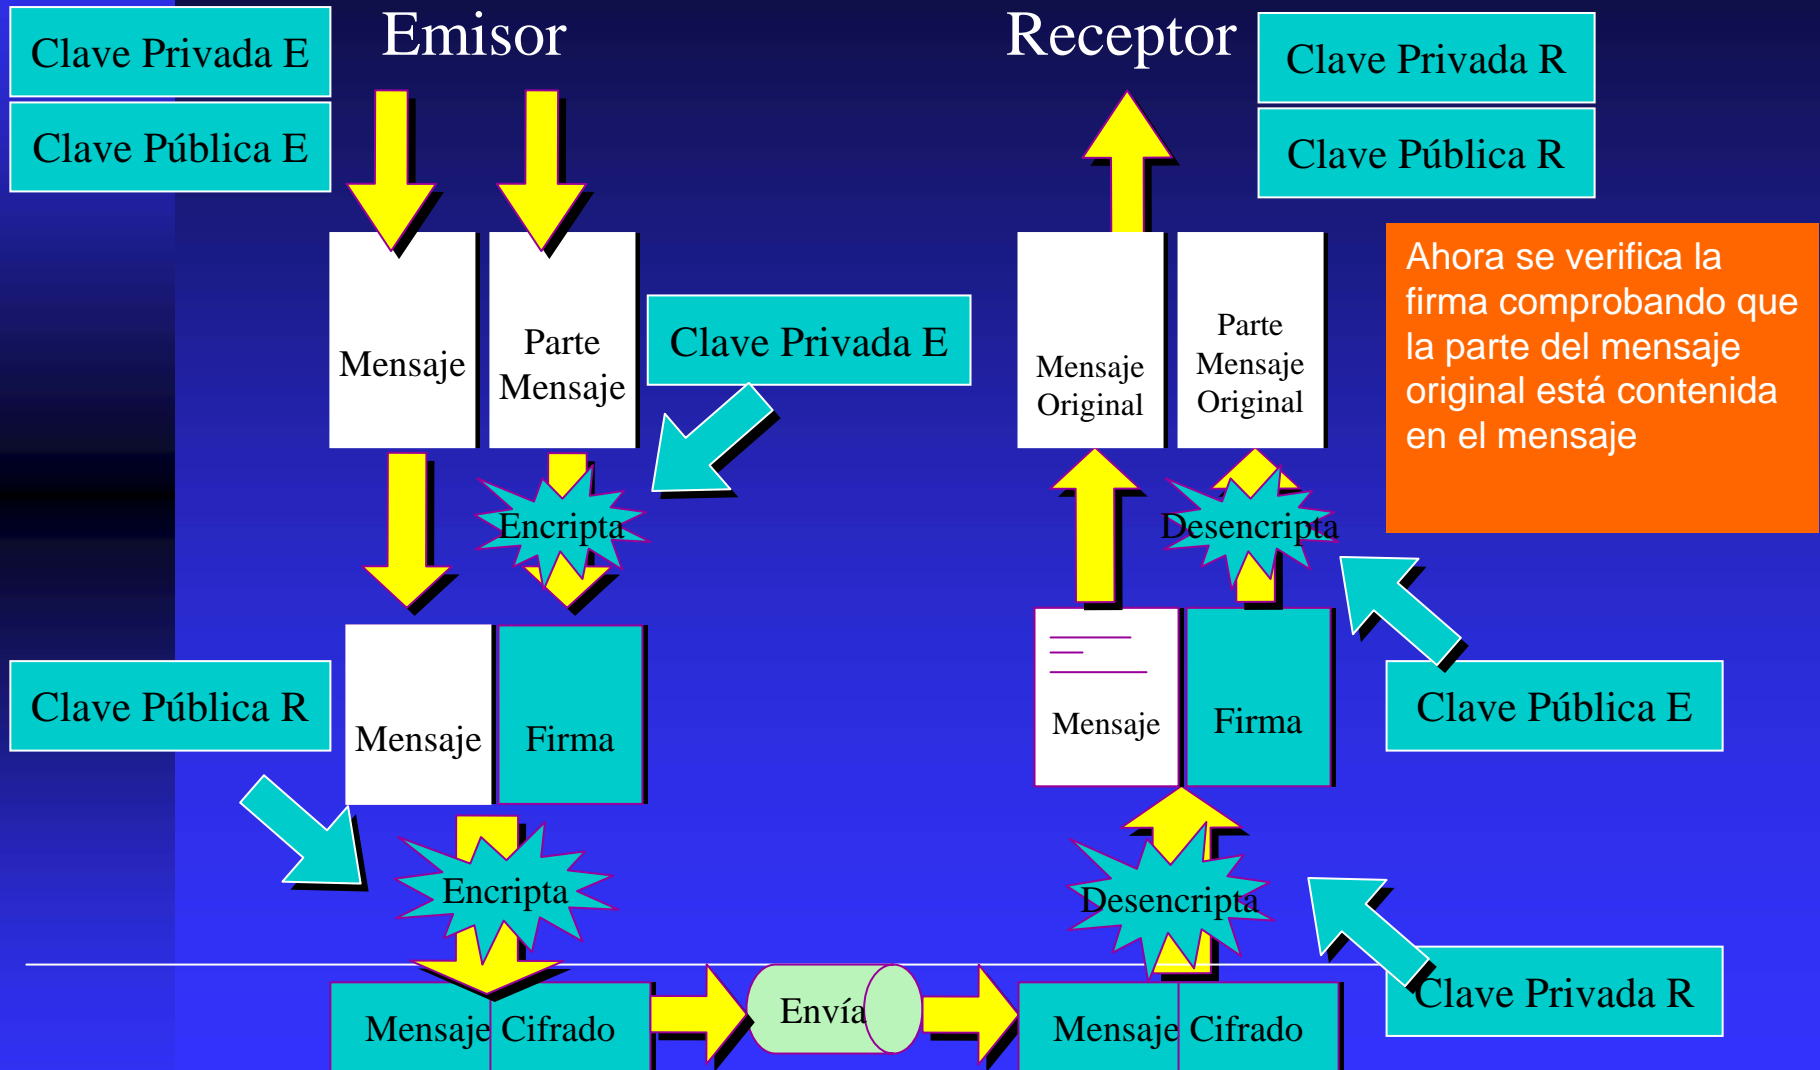 Clave Privada E
Emisor
Receptor
Clave Privada R
Clave Pública E
Clave Pública R
Mensaje
Parte
Mensaje
Clave Privada E
Mensaje
Original
Parte
Mensaje
Original
Ahora se verifica la
firma comprobando que
la parte del mensaje
original está contenida
en el mensaje
Encripta
Desencripta
Clave Pública R
Mensaje
Firma
Mensaje
Firma
Clave Pública E
Encripta
Desencripta
Mensaje Cifrado
Envía
Mensaje Cifrado
Clave Privada R